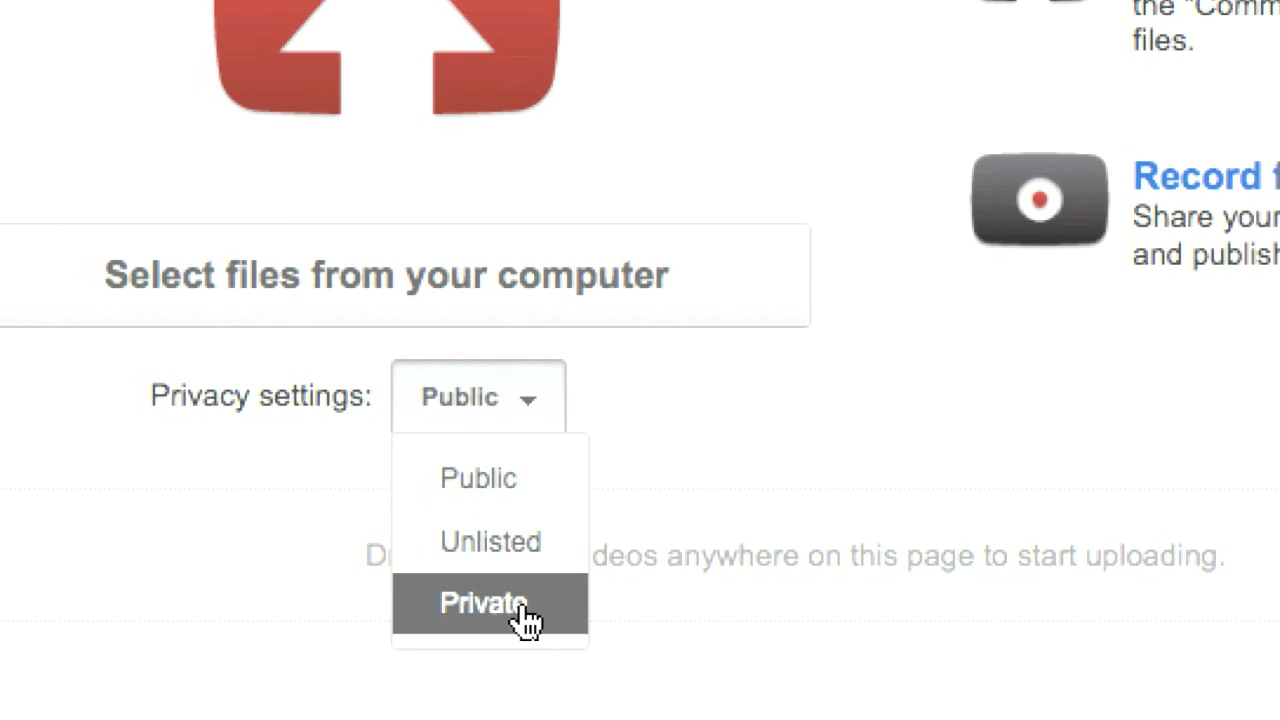 the "Comm
files.
Record f
Share your
and publish
Select files from your computer
Privacy settings:
Public
Public
Unlisted
Private
D
deos anywhere on this page to start uploading.